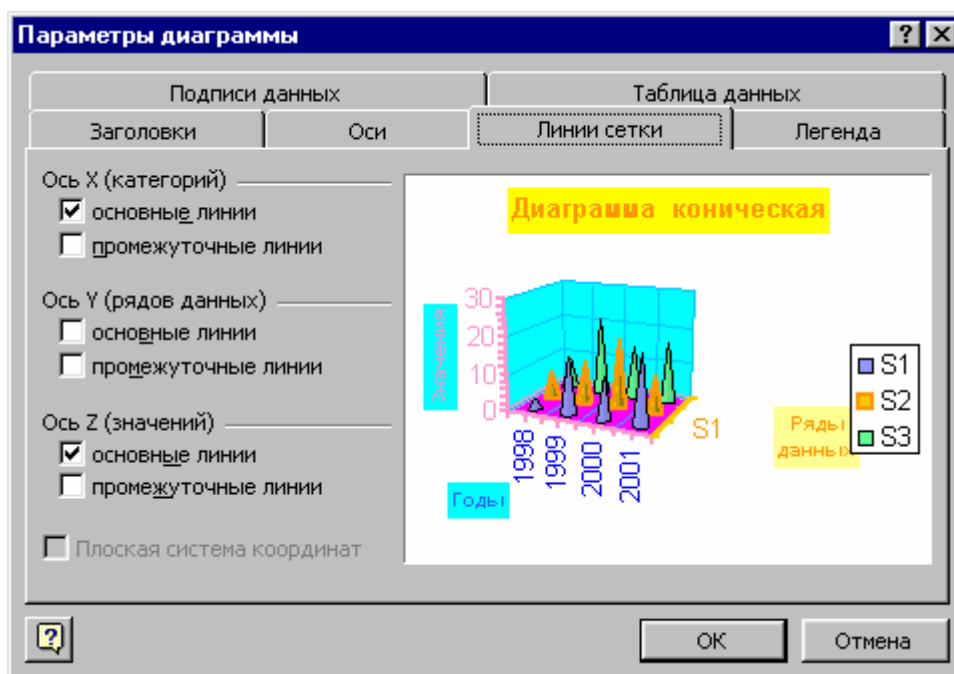 Параметры диаграммы
Подписи данных
Таблица данных
Заголовки
Оси
Линии сетки
Легенда
Ось X (категорий)
основные линии
промежуточные линии
Ось Y (рядов данных)
основные линии
промежуточные линии
Ось Z (значений)
основные линии
промежуточные линии
Плоская система координат
Диаграмма коническая
Значения
30
20
10
0
1998
1999
2000
2001
S1
Годы
Ряды
данных
S1
S2
S3
?
OK
Отмена